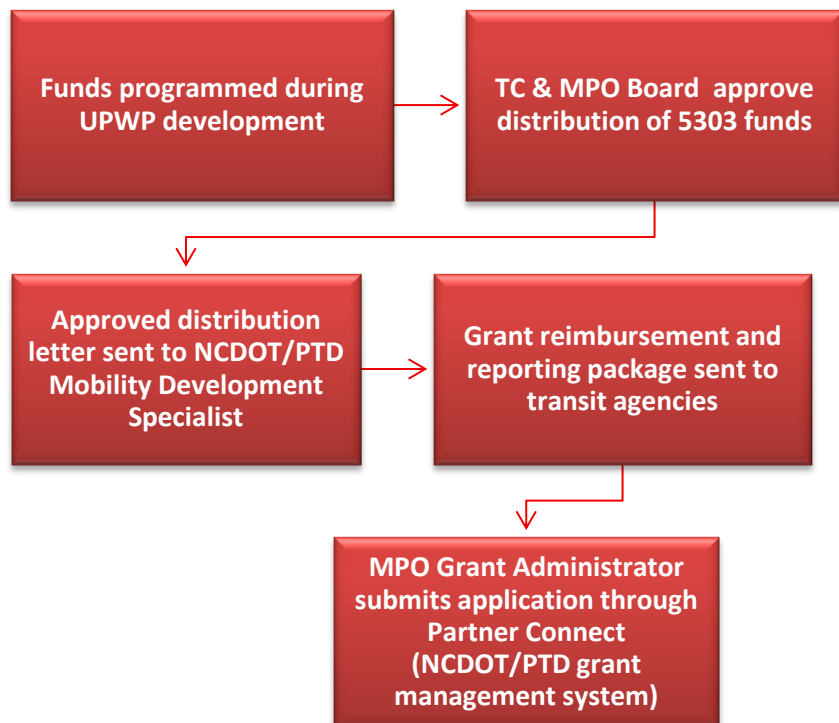 Funds programmed during
UPWP development
TC & MPO Board approve
distribution of 5303 funds
Approved distribution
letter sent to NCDOT/PTD
Mobility Development
Specialist
Grant reimbursement and
reporting package sent to
transit agencies
MPO Grant Administrator
submits application through
Partner Connect
(NCDOT/PTD grant
management system)